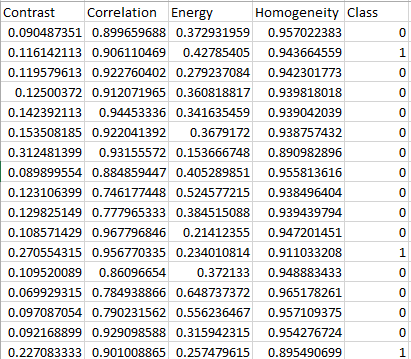 Contrast Correlation Energy Homogeneity Class
0.090487351 0.899659688 0.372931959 0.957022383 0
0.116142113 0.906110469 0.42785405 0.943664559 1
0.119579613 0.922760402 0.279237084 0.942301773 0
0.12500372 0.912071965 0.360818817 0.939818018 0
0.142392113 0.94453336 0.341635459 0.939042039 0
0.153508185 0.922041392 0.3679172 0.938757432 0
0.312481399 0.93155572 0.153666748 0.890982896 0
0.089899554 0.884859447 0.405289851 0.955813616 0
0.123106399 0.746177448 0.524577215 0.938496404 0
0.129825149 0.777965333 0.384515088 0.939439794 0
0.108571429 0.967796846 0.21412355 0.947201451 0
0.270554315 0.956770335 0.234010814 0.911033208 1
0.109520089 0.86096654 0.372133 0.948883433 0
0.069929315 0.784938866 0.648737372 0.965178261 0
0.097087054 0.790231562 0.556236467 0.957109375 0
0.092168899 0.929098588 0.315942315 0.954276724 0
0.227083333 0.901008865 0.257479615 0.895490699 1